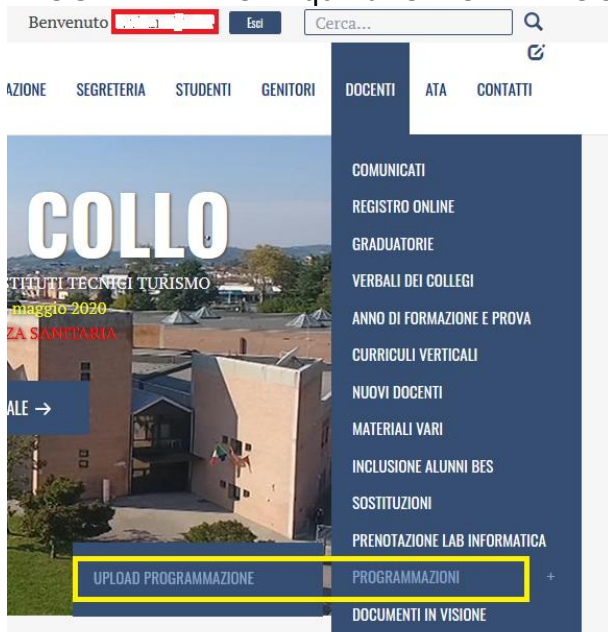 Benvenuto
Esci
Cerca...
AZIONE SEGRETERIA STUDENTI GENITORI DOCENTI ATA CONTATTI
COLLO
STITUTI TECNICI TURISMO
maggio 2020
ZA SANITARIA
ALE →
COMUNICATI
REGISTRO ONLINE
GRADUATORIE
VERBALI DEI COLLEGI
ANNO DI FORMAZIONE E PROVA
CURRICULI VERTICALI
NUOVI DOCENTI
MATERIALI VARI
INCLUSIONE ALUNNI BES
SOSTITUZIONI
PRENOTAZIONE LAB INFORMATICA
UPLOAD PROGRAMMAZIONE PROGRAMMAZIONI +
DOCUMENTI IN VISIONE